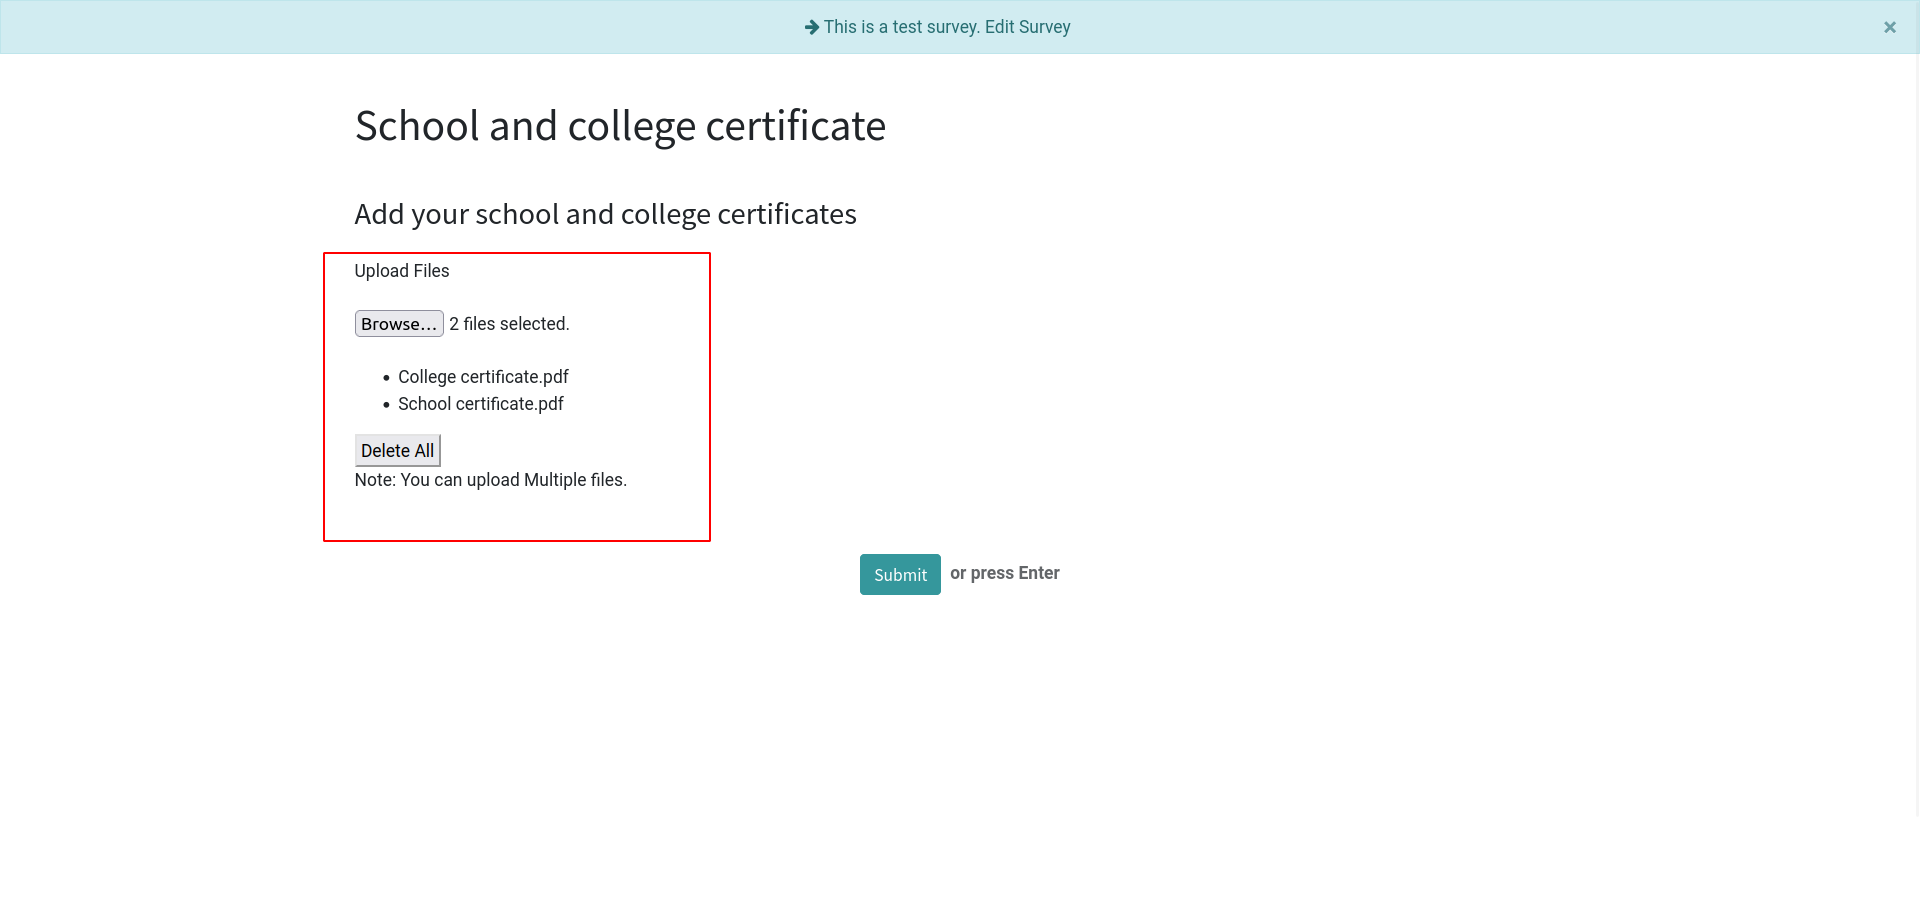 This is a test survey. Edit Survey ×
School and college certificate
Add your school and college certificates
Upload Files
Browse... 2 files selected.
• College certificate.pdf
• School certificate.pdf
Delete All
Note: You can upload Multiple files.
Submit or press Enter